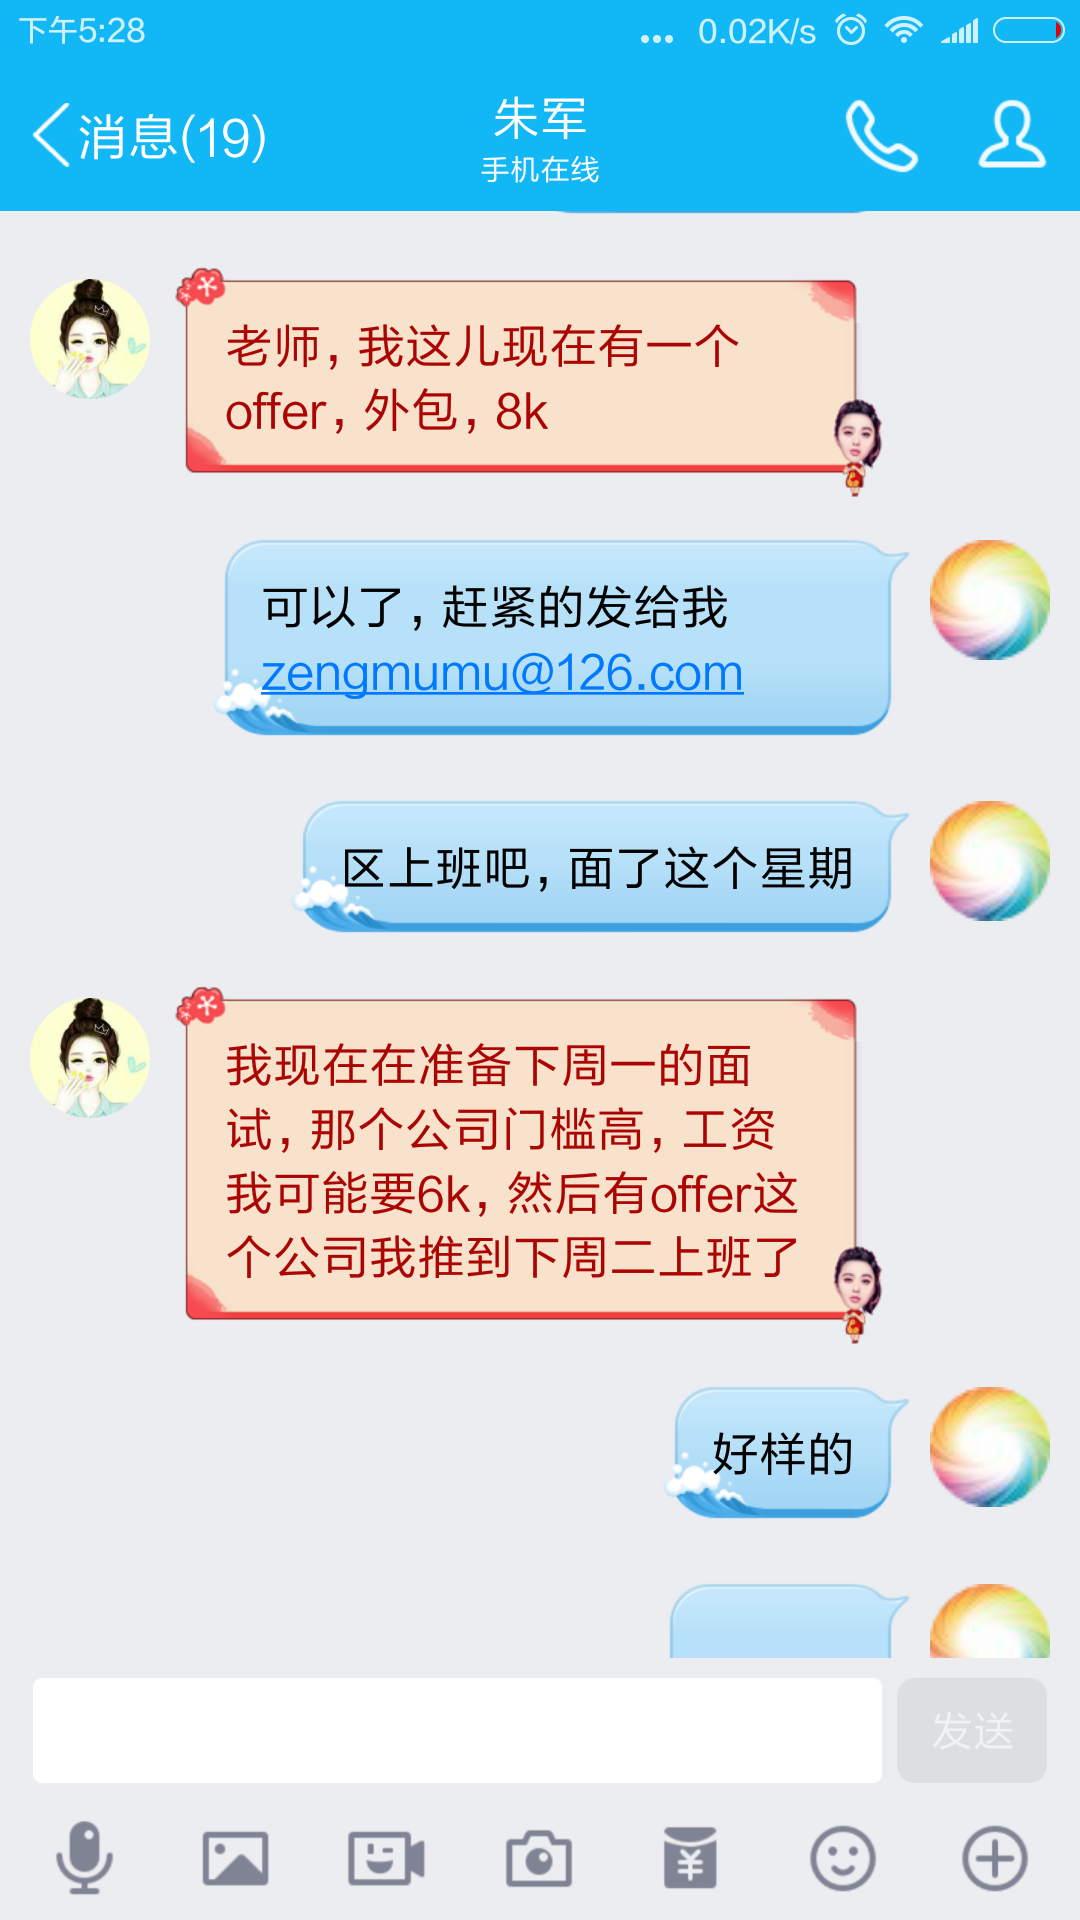 下午5:28
... 0.02K/s
消息(19)
朱军
手机在线
老师，我这儿现在有一个
offer，外包，8k
可以了，赶紧的发给我
zengmumu@126.com
区上班吧，面了这个星期
我现在在准备下周一的面
试，那个公司门槛高，工资
我可能要6k，然后有offer这
个公司我推到下周二上班了
好样的
发送